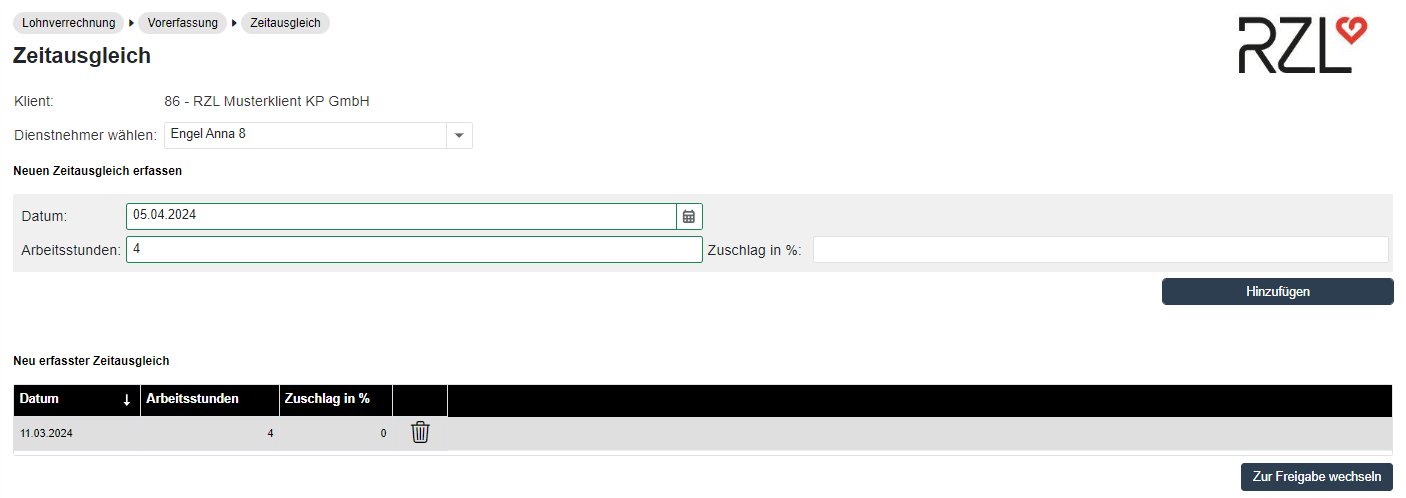 Lohnverrechnung Vorerfassung Zeitausgleich
RZL
Zeitausgleich
Klient: 86 - RZL Musterklient KP GmbH
Dienstnehmer wählen: Engel Anna 8
Neuen Zeitausgleich erfassen
Datum: 05.04.2024
Arbeitsstunden: 4 Zuschlag in %:
Hinzufügen
Neu erfasster Zeitausgleich
Datum ↓ Arbeitsstunden Zuschlag in %
11.03.2024 4 0
Zur Freigabe wechseln